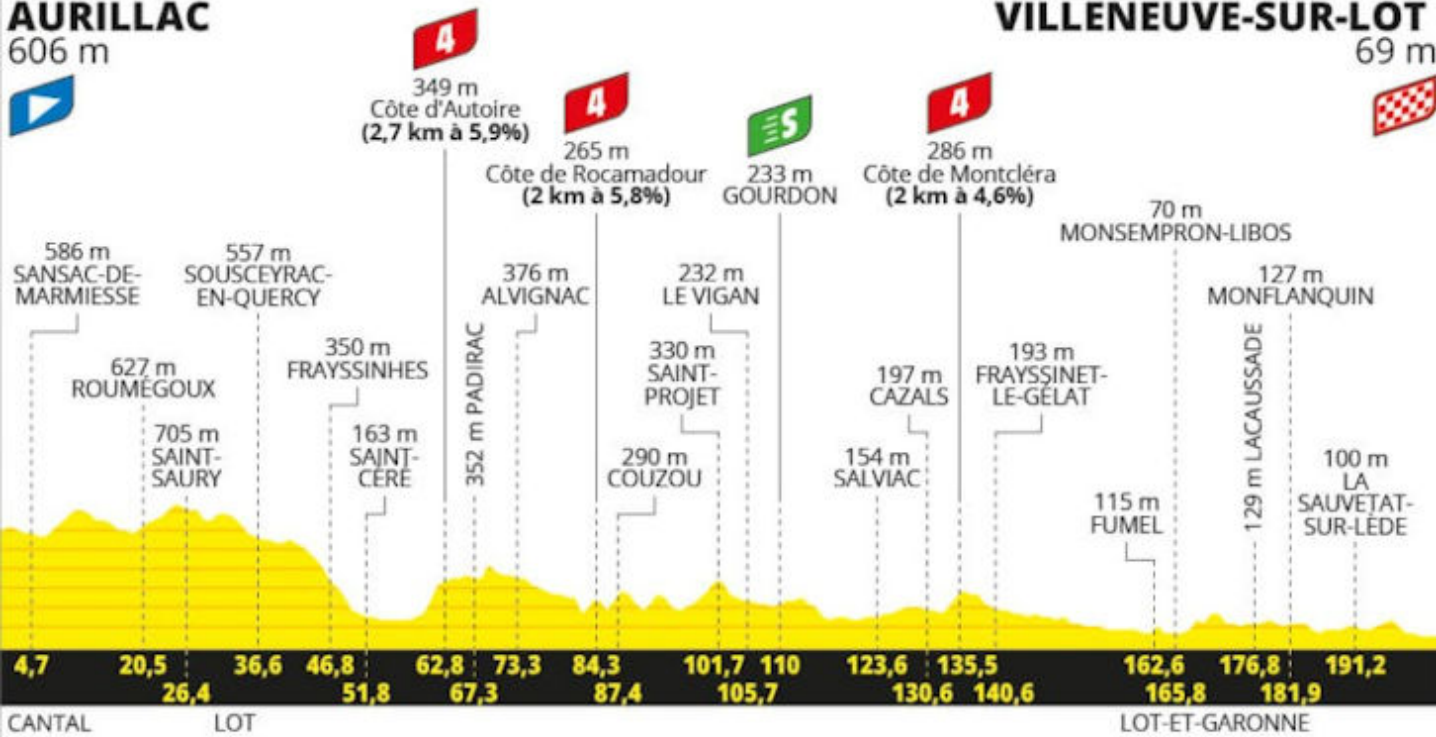 AURILLAC
606 m
VILLENEUVE-SUR-LOT
69 m
4
349 m
Côte d'Autoire
(2,7 km à 5,9%)
4
265 m
Côte de Rocamadour
(2 km à 5,8%)
S
233 m
GOURDON
4
286 m
Côte de Montcléra
(2 km à 4,6%)
70 m
MONSEMPRON-LIBOS
586 m
SANSAC-DE-
MARMIESSE
557 m
SOUSCEYRAC-
EN-QUERCY
376 m
ALVIGNAC
232 m
LE VIGAN
127 m
MONFLANQUIN
627 m
ROUMÉGOUX
350 m
FRAYSSINHES
352 m PADIRAC
330 m
SAINT-
PROJET
197 m
CAZALS
193 m
FRAYSSINET-
LE-GÉLAT
129 m LACAUSSADE
705 m
SAINT-
SAURY
163 m
SAINT-
CÉRÉ
290 m
COUZOU
154 m
SALVIAC
115 m
FUMEL
100 m
LA
SAUVETAT-
SUR-LÈDE
4,7 20,5 36,6 46,8 62,8 73,3 84,3 101,7 110 123,6 135,5 162,6 176,8 191,2
26,4 51,8 67,3 87,4 105,7 130,6 140,6 165,8 181,9
CANTAL LOT LOT-ET-GARONNE